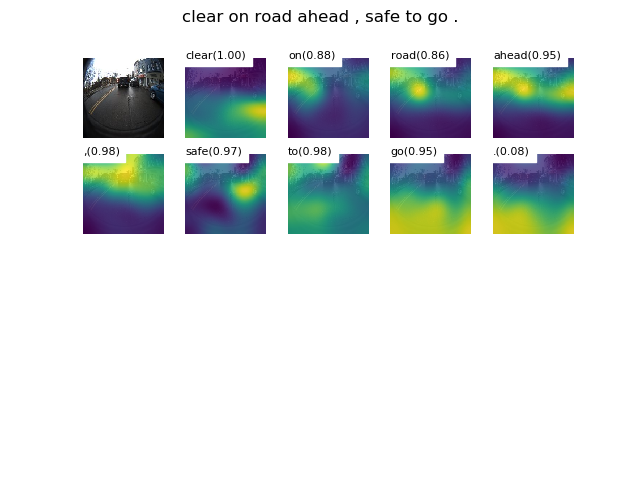 clear on road ahead , safe to go .
clear(1.00) on(0.88) road(0.86) ahead(0.95)
,(0.98) safe(0.97) to(0.98) go(0.95) .(0.08)